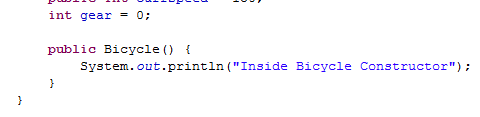 int gear = 0;
public Bicycle() {
System.out.println("Inside Bicycle Constructor");
}
}